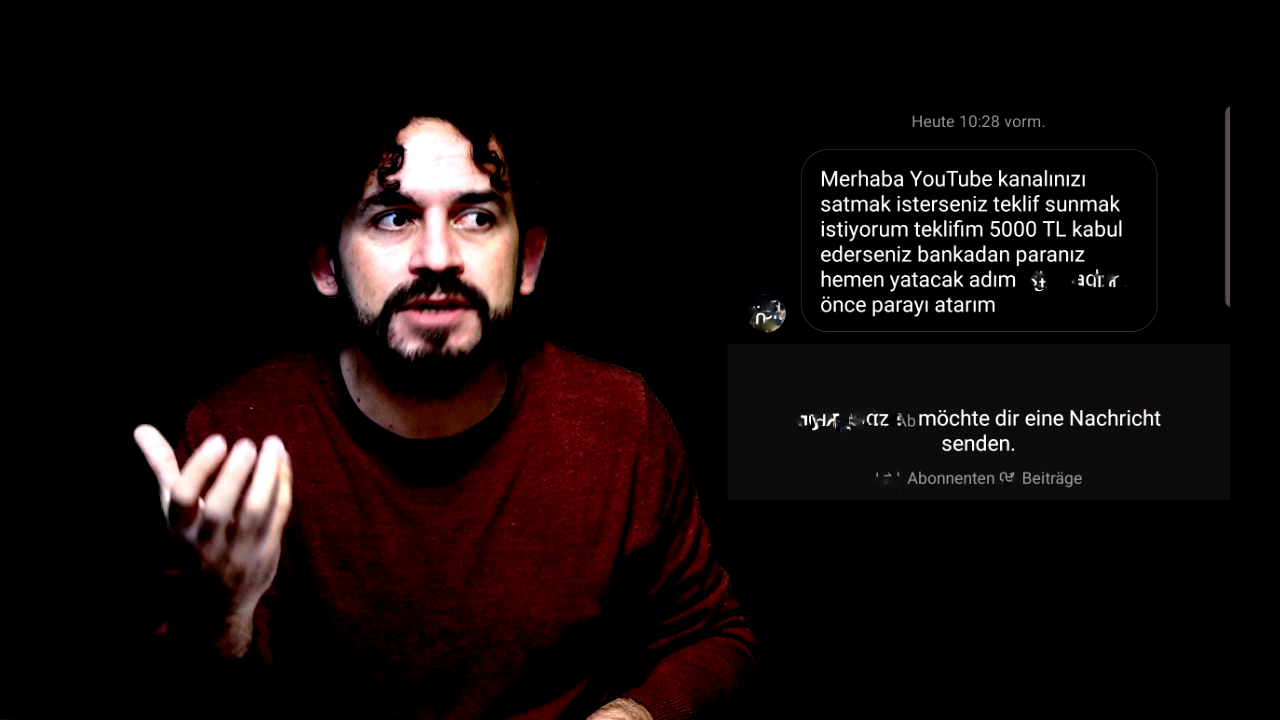 Heute 10:28 vorm.
Merhaba YouTube kanalınızı
satmak isterseniz teklif sunmak
istiyorum teklifim 5000 TL kabul
ederseniz bankadan paranız
hemen yatacak adım
önce parayı atarım
möchte dir eine Nachricht
senden.
Abonnenten Beiträge